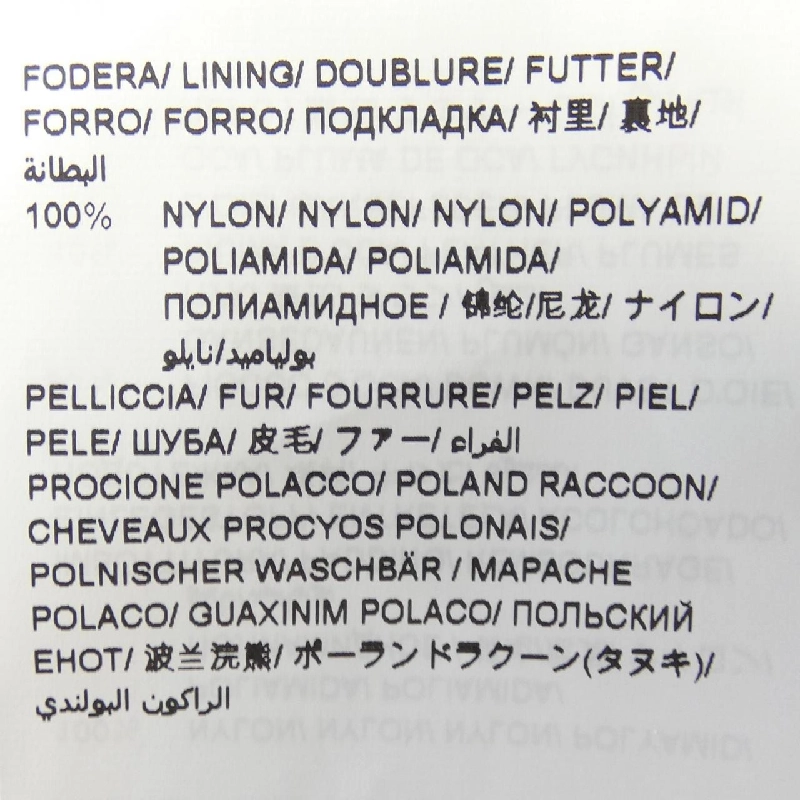 FODERA/ LINING/ DOUBLURE/ FUTTER/
FORRO/ FORRO/ ПОДКЛАДКА/ 衬里/ 裏地/
البطانة
100% NYLON/ NYLON/ NYLON/ POLYAMID/
POLIAMIDA/ POLIAMIDA/
ПОЛИАМИДНОЕ / 锦纶/尼龙/ ナイロン/
بولياميد/نايلو
PELLICCIA/ FUR/ FOURRURE/ PELZ/ PIEL/
PELE/ ШУБА/ 皮毛/ ファー/ الفراء
PROCIONE POLACCO/ POLAND RACCOON/
CHEVEAUX PROCYOS POLONAIS/
POLNISCHER WASCHBÄR / MAPACHE
POLACO/ GUAXINIM POLACO/ ПОЛЬСКИЙ
ЕНОТ/ 波兰浣熊/ ポーランドラクーン(タヌキ)/
الراكون البولندي